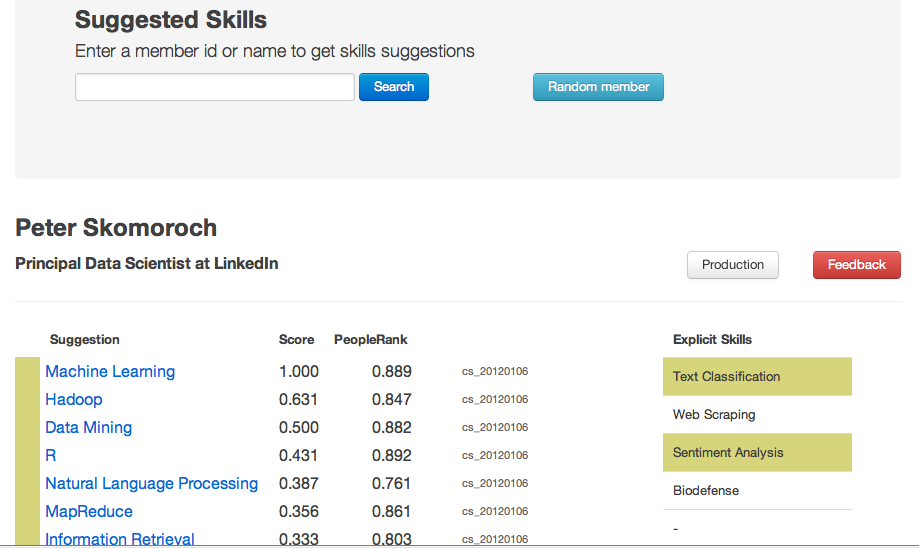 Suggested Skills
Enter a member id or name to get skills suggestions
Search
Random member
Peter Skomoroch
Principal Data Scientist at LinkedIn
Production
Feedback
Suggestion Score PeopleRank
Machine Learning 1.000 0.889 cs_20120106
Hadoop 0.631 0.847 cs_20120106
Data Mining 0.500 0.882 cs_20120106
R 0.431 0.892 cs_20120106
Natural Language Processing 0.387 0.761 cs_20120106
MapReduce 0.356 0.861 cs_20120106
Information Retrieval 0.333 0.803 cs_20120106
Explicit Skills
Text Classification
Web Scraping
Sentiment Analysis
Biodefense
-